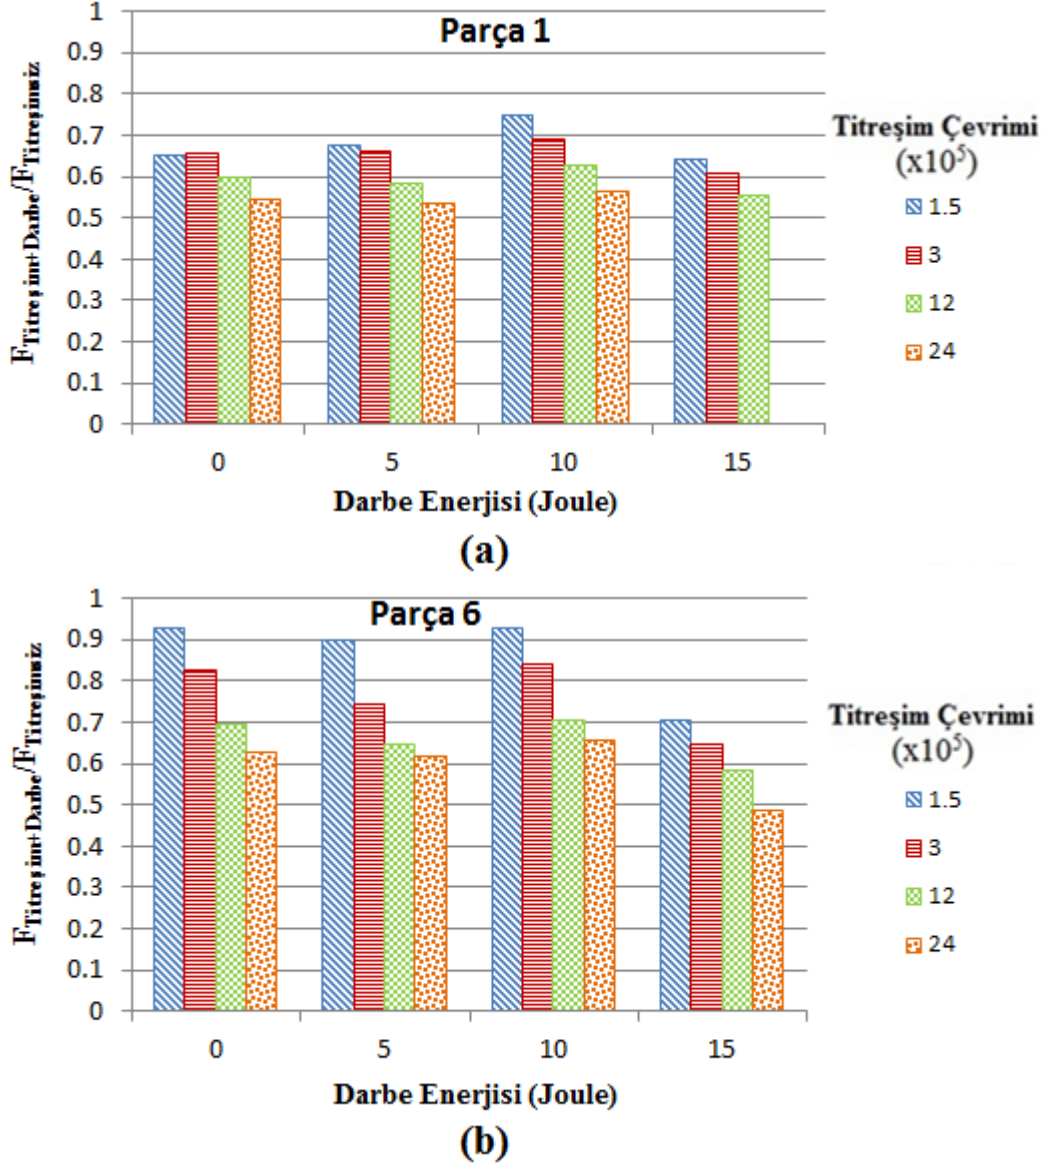 Parça 1
1
0.9
0.8
0.7
0.6
0.5
0.4
0.3
0.2
0.1
0
F_Titreşim+Darbe/F_Titreşimsiz
0 5 10 15
Darbe Enerjisi (Joule)
Titreşim Çevrimi
(x10⁵)
1.5
3
12
24
(a)
Parça 6
1
0.9
0.8
0.7
0.6
0.5
0.4
0.3
0.2
0.1
0
F_Titreşim+Darbe/F_Titreşimsiz
0 5 10 15
Darbe Enerjisi (Joule)
Titreşim Çevrimi
(x10⁵)
1.5
3
12
24
(b)